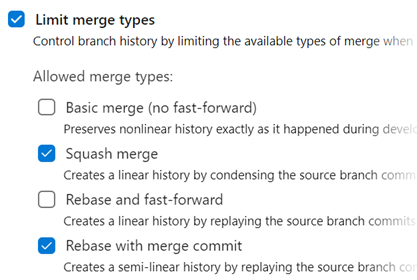 Limit merge types
Control branch history by limiting the available types of merge when
Allowed merge types:
Basic merge (no fast-forward)
Preserves nonlinear history exactly as it happened during
Squash merge
Creates a linear history by condensing the source branch
Rebase and fast-forward
Creates a linear history by replaying the source branch commits
Rebase with merge commit
Creates a semi-linear history by replaying the source branch